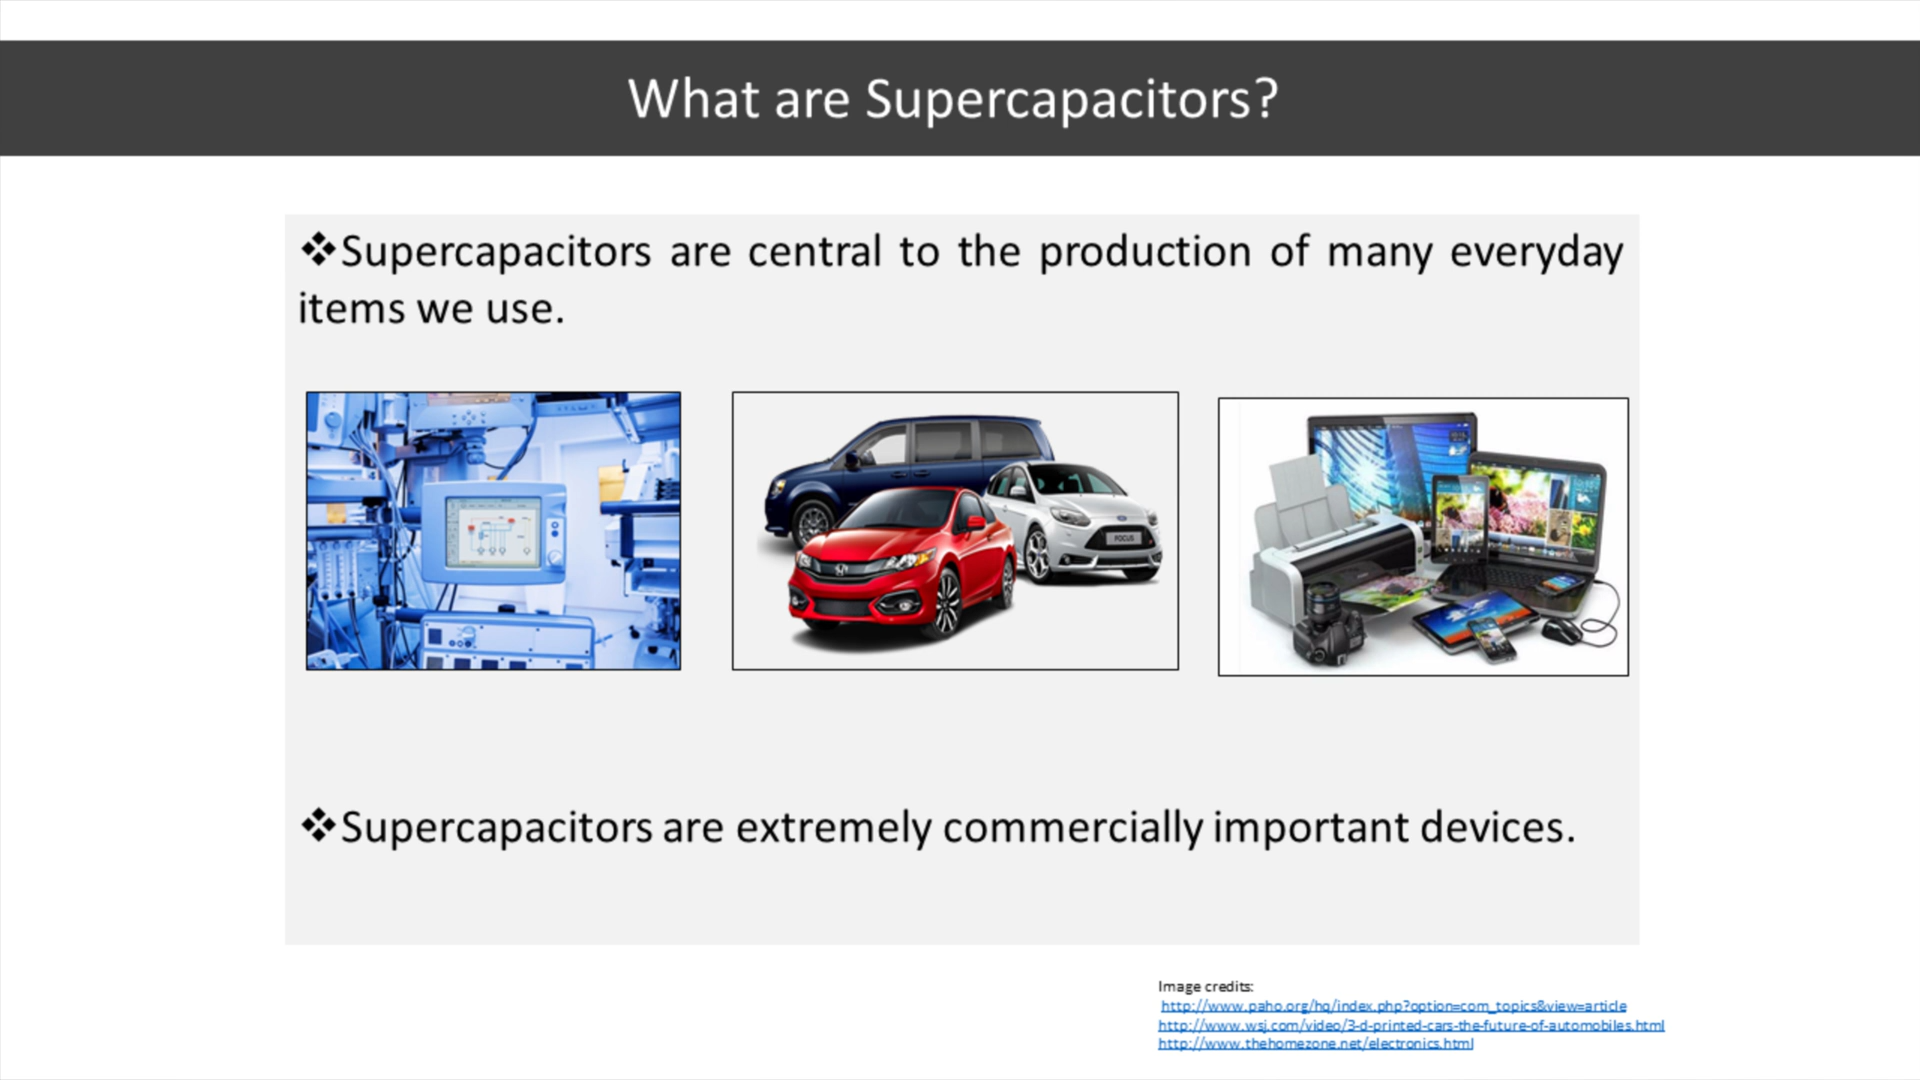 What are Supercapacitors?
❖Supercapacitors are central to the production of many everyday
items we use.
FOCUS
❖Supercapacitors are extremely commercially important devices.
Image credits:
http://www.paho.org/hq/index.php?option=com_topics&view=article
http://www.wsj.com/video/3-d-printed-cars-the-future-of-automobiles.html
http://www.thehomezone.net/electronics.html